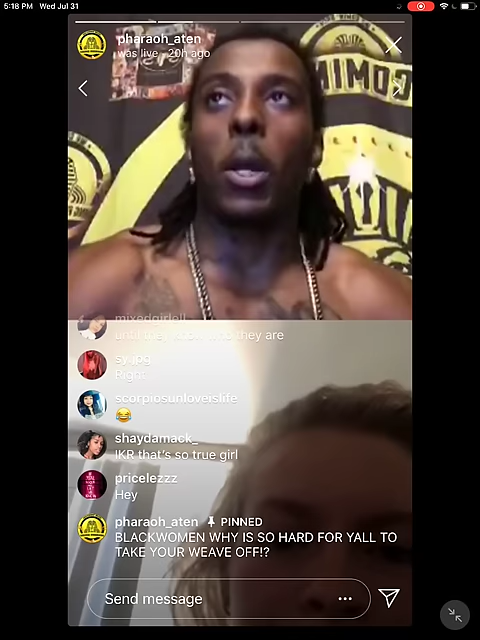 5:18 PM Wed Jul 31
pharaoh_aten
was live · 20h ago
COMIN
mixedgirlell
until they know who they are
sy.jpg
Right
scorpiosunloverslife
😂
shaydamack_
IKR that's so true girl
pricelezzz
Hey
pharaoh_aten PINNED
BLACKWOMEN WHY IS SO HARD FOR YALL TO
TAKE YOUR WEAVE OFF!?
Send message